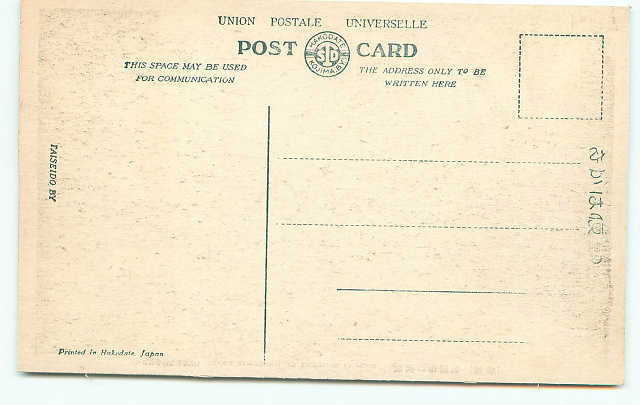 UNION POSTALE UNIVERSELLE
POST CARD
HAKODATE
KOJIMA BY
THIS SPACE MAY BE USED
FOR COMMUNICATION
THE ADDRESS ONLY TO BE
WRITTEN HERE
TAISEIDO BY
Printed in Hakodate, Japan